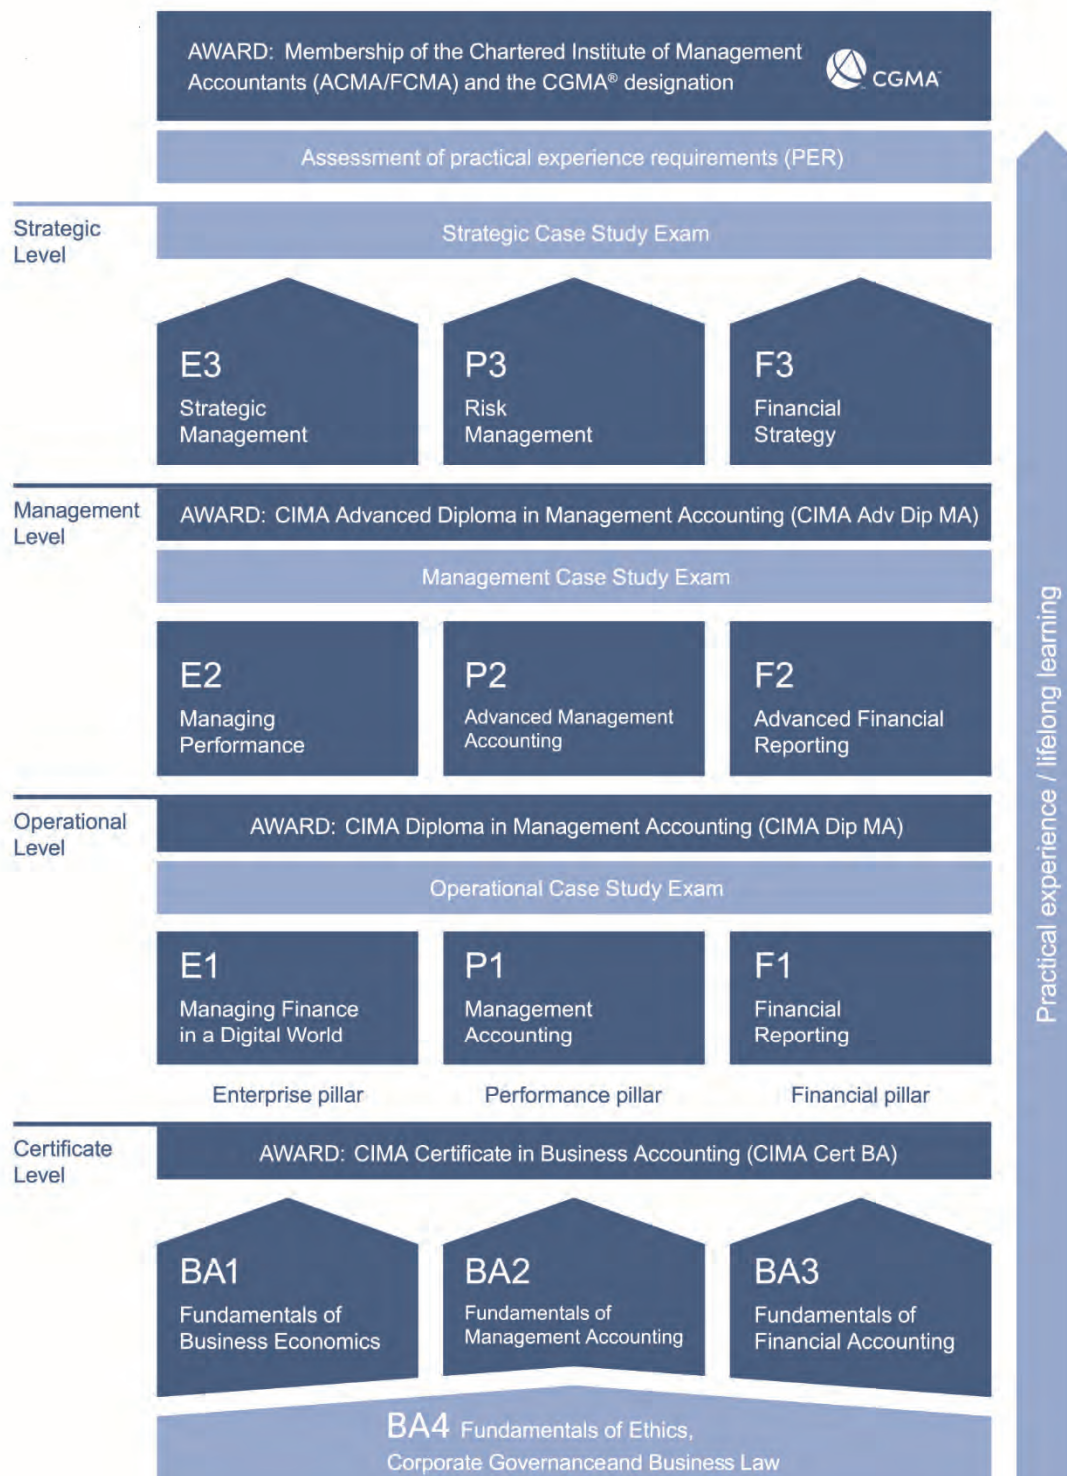 AWARD: Membership of the Chartered Institute of Management
Accountants (ACMA/FCMA) and the CGMA® designation
CGMA™
Assessment of practical experience requirements (PER)
Strategic
Level
Strategic Case Study Exam
E3
Strategic
Management
P3
Risk
Management
F3
Financial
Strategy
Management
Level
AWARD: CIMA Advanced Diploma in Management Accounting (CIMA Adv Dip MA)
Management Case Study Exam
E2
Managing
Performance
P2
Advanced Management
Accounting
F2
Advanced Financial
Reporting
Operational
Level
AWARD: CIMA Diploma in Management Accounting (CIMA Dip MA)
Operational Case Study Exam
E1
Managing Finance
in a Digital World
P1
Management
Accounting
F1
Financial
Reporting
Enterprise pillar
Performance pillar
Financial pillar
Certificate
Level
AWARD: CIMA Certificate in Business Accounting (CIMA Cert BA)
BA1
Fundamentals of
Business Economics
BA2
Fundamentals of
Management Accounting
BA3
Fundamentals of
Financial Accounting
BA4 Fundamentals of Ethics,
Corporate Governanceand Business Law
Practical experience / lifelong learning